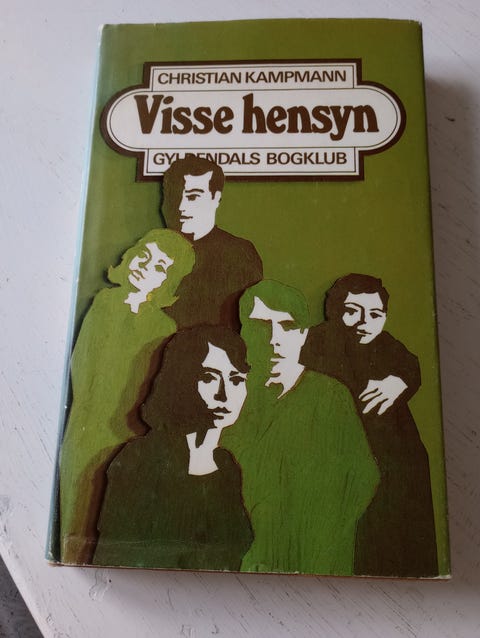 CHRISTIAN KAMPMANN
Visse hensyn
GYLDENDALS BOGKLUB